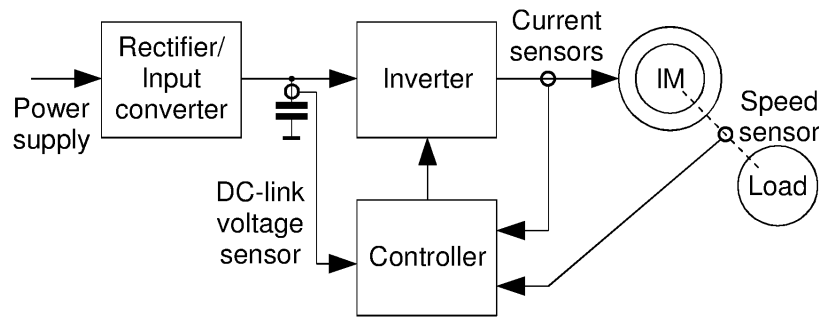 Power
supply
Rectifier/
Input
converter
DC-link
voltage
sensor
Inverter
Controller
Current
sensors
IM
Speed
sensor
Load